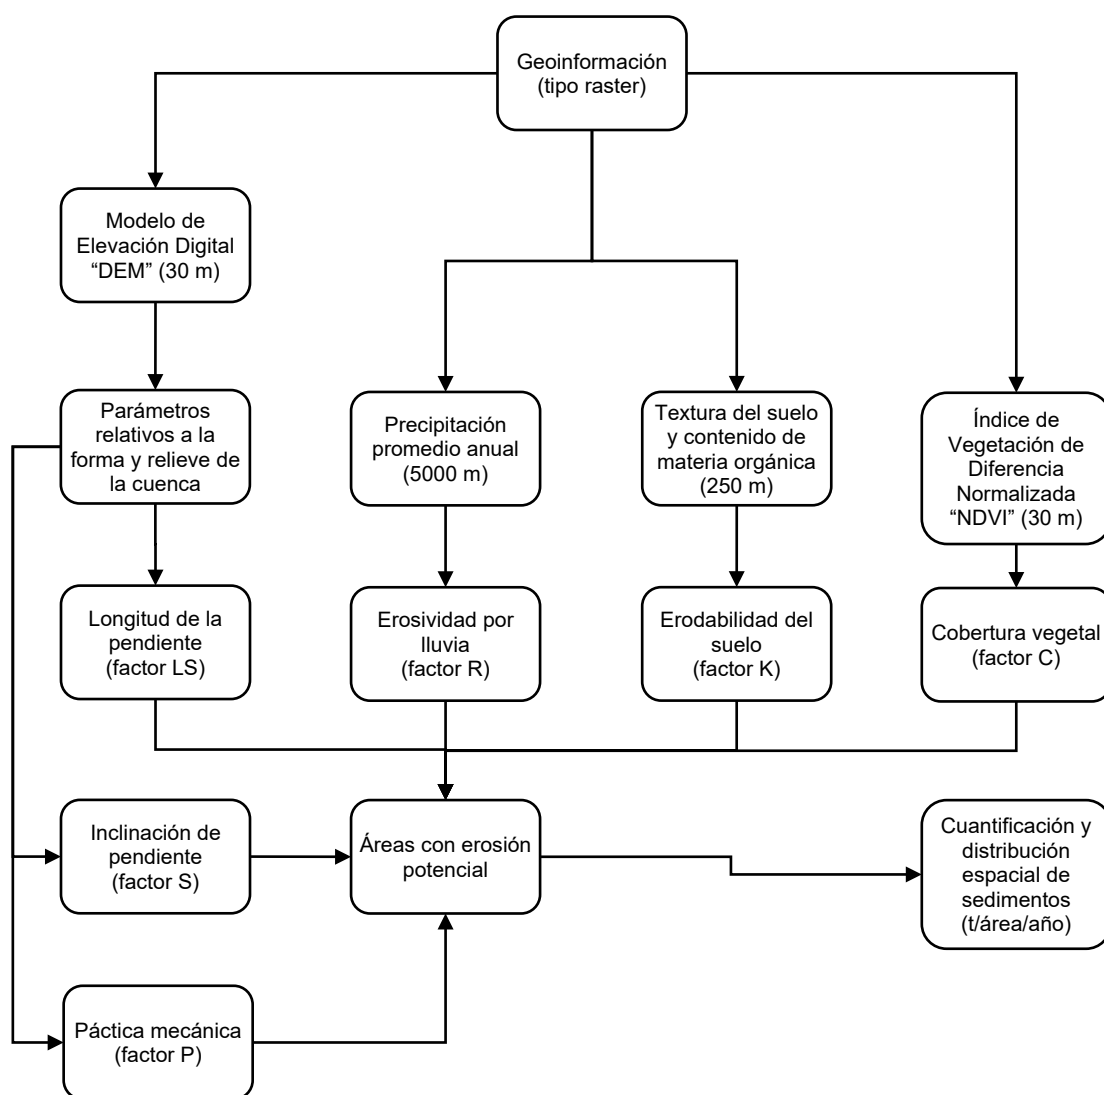 Geoinformación
(tipo raster)
Modelo de
Elevación Digital
“DEM” (30 m)
Parámetros
relativos a la
forma y relieve de
la cuenca
Precipitación
promedio anual
(5000 m)
Textura del suelo
y contenido de
materia orgánica
(250 m)
Índice de
Vegetación de
Diferencia
Normalizada
“NDVI” (30 m)
Longitud de la
pendiente
(factor LS)
Erosividad por
lluvia
(factor R)
Erodabilidad del
suelo
(factor K)
Cobertura vegetal
(factor C)
Inclinación de
pendiente
(factor S)
Áreas con erosión
potencial
Cuantificación y
distribución
espacial de
sedimentos
(t/área/año)
Páctica mecánica
(factor P)